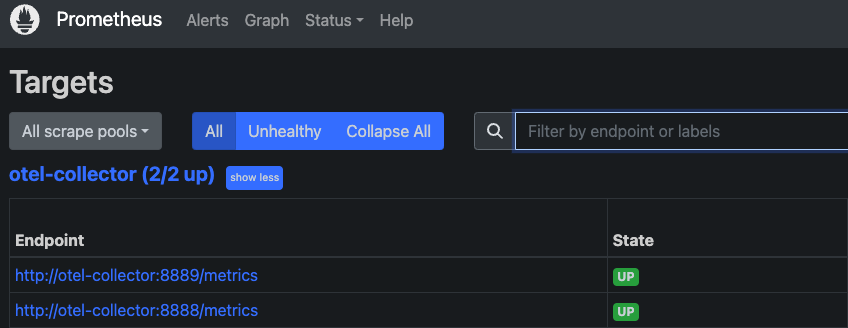 Prometheus Alerts Graph Status Help
Targets
All scrape pools All Unhealthy Collapse All Filter by endpoint or labels
otel-collector (2/2 up) show less
Endpoint State
http://otel-collector:8889/metrics UP
http://otel-collector:8888/metrics UP